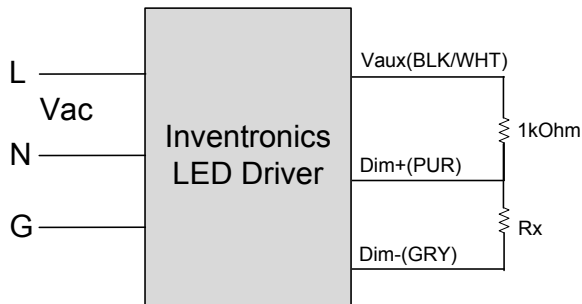 L
Vac
N
G
Inventronics
LED Driver
Vaux(BLK/WHT)
1kOhm
Dim+(PUR)
Rx
Dim-(GRY)